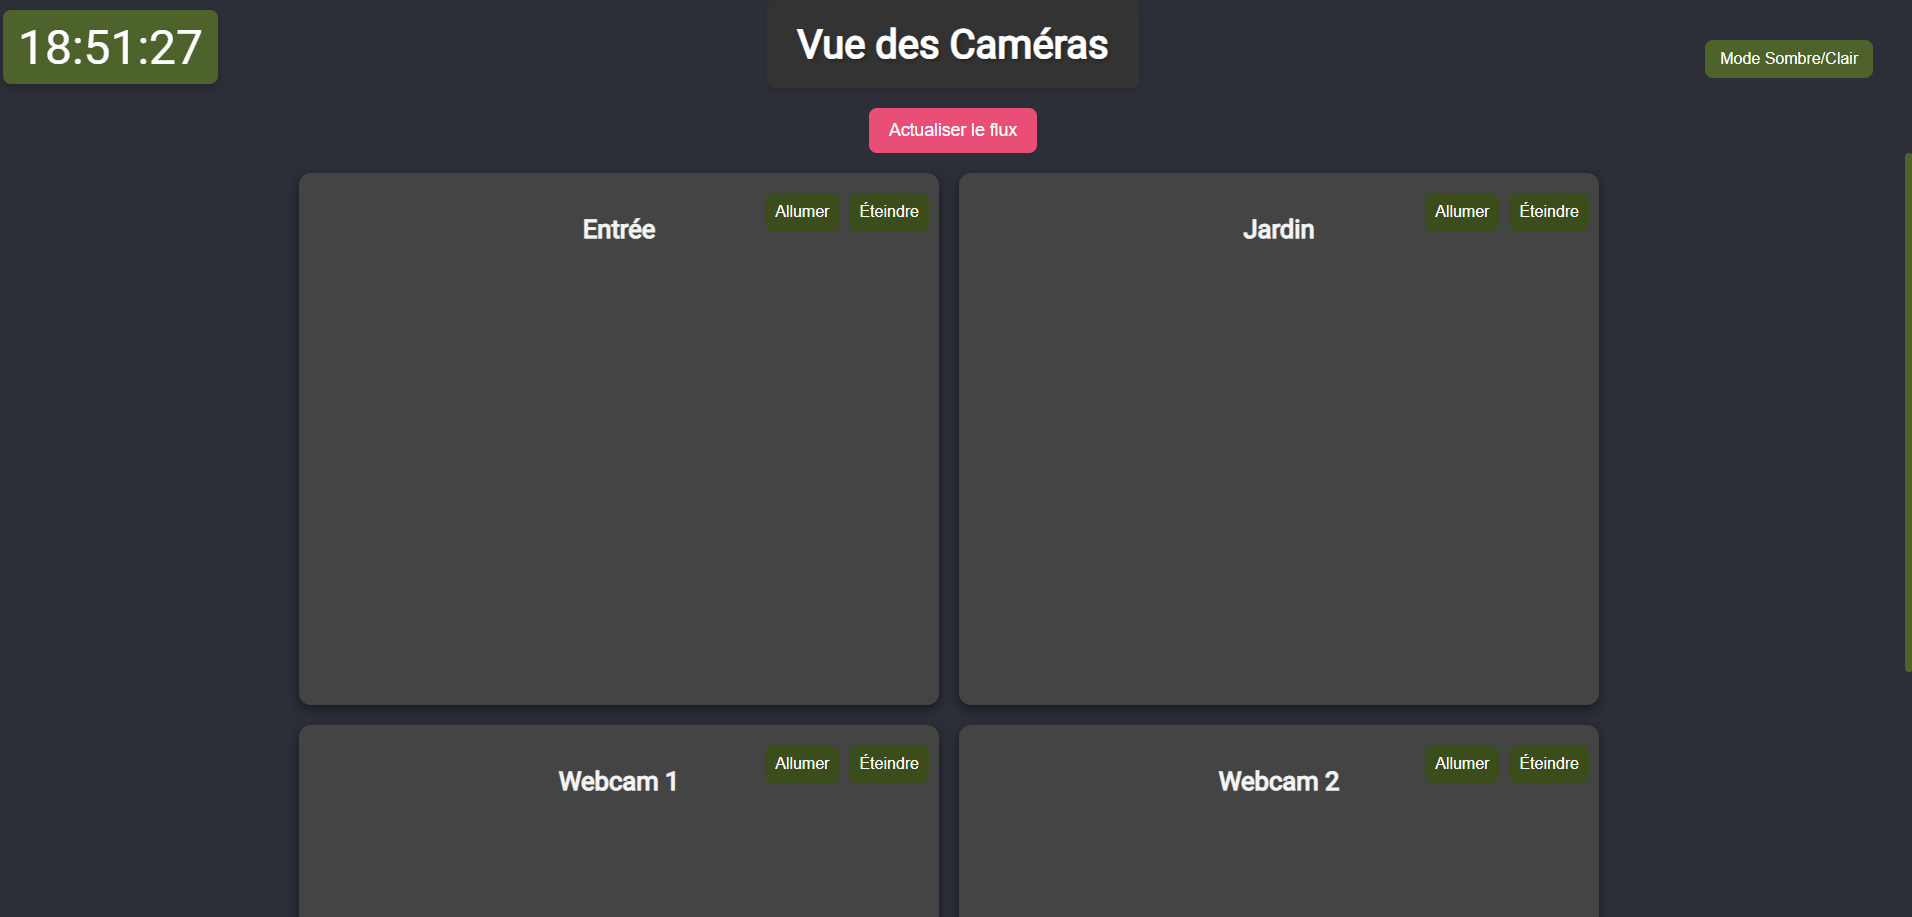 18:51:27
Vue des Caméras
Mode Sombre/Clair
Actualiser le flux
Entrée
Allumer
Éteindre
Jardin
Allumer
Éteindre
Webcam 1
Allumer
Éteindre
Webcam 2
Allumer
Éteindre